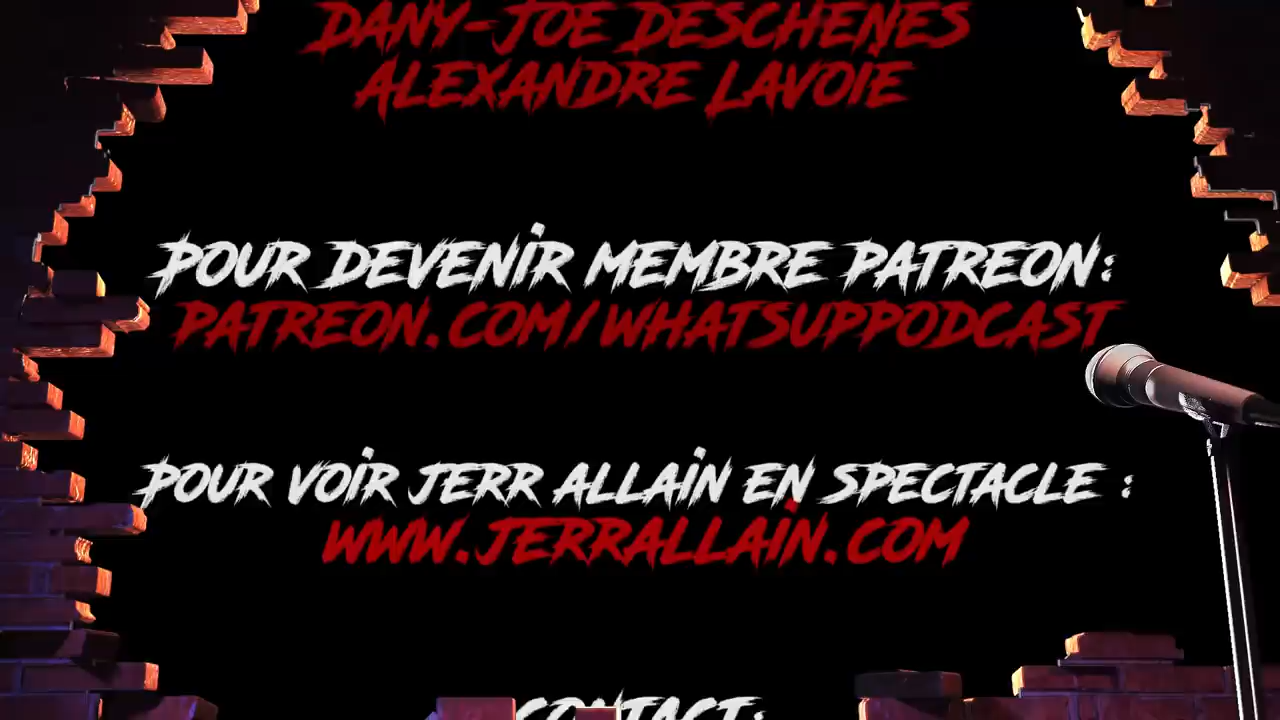 DANY-JOE DESCHENES
ALEXANDRE LAVOIE
POUR DEVENIR MEMBRE PATREON:
PATREON.COM/WHATSUPPODCAST
POUR VOIR JERR ALLAIN EN SPECTACLE :
WWW.JERRALLAIN.COM
CONTACT: